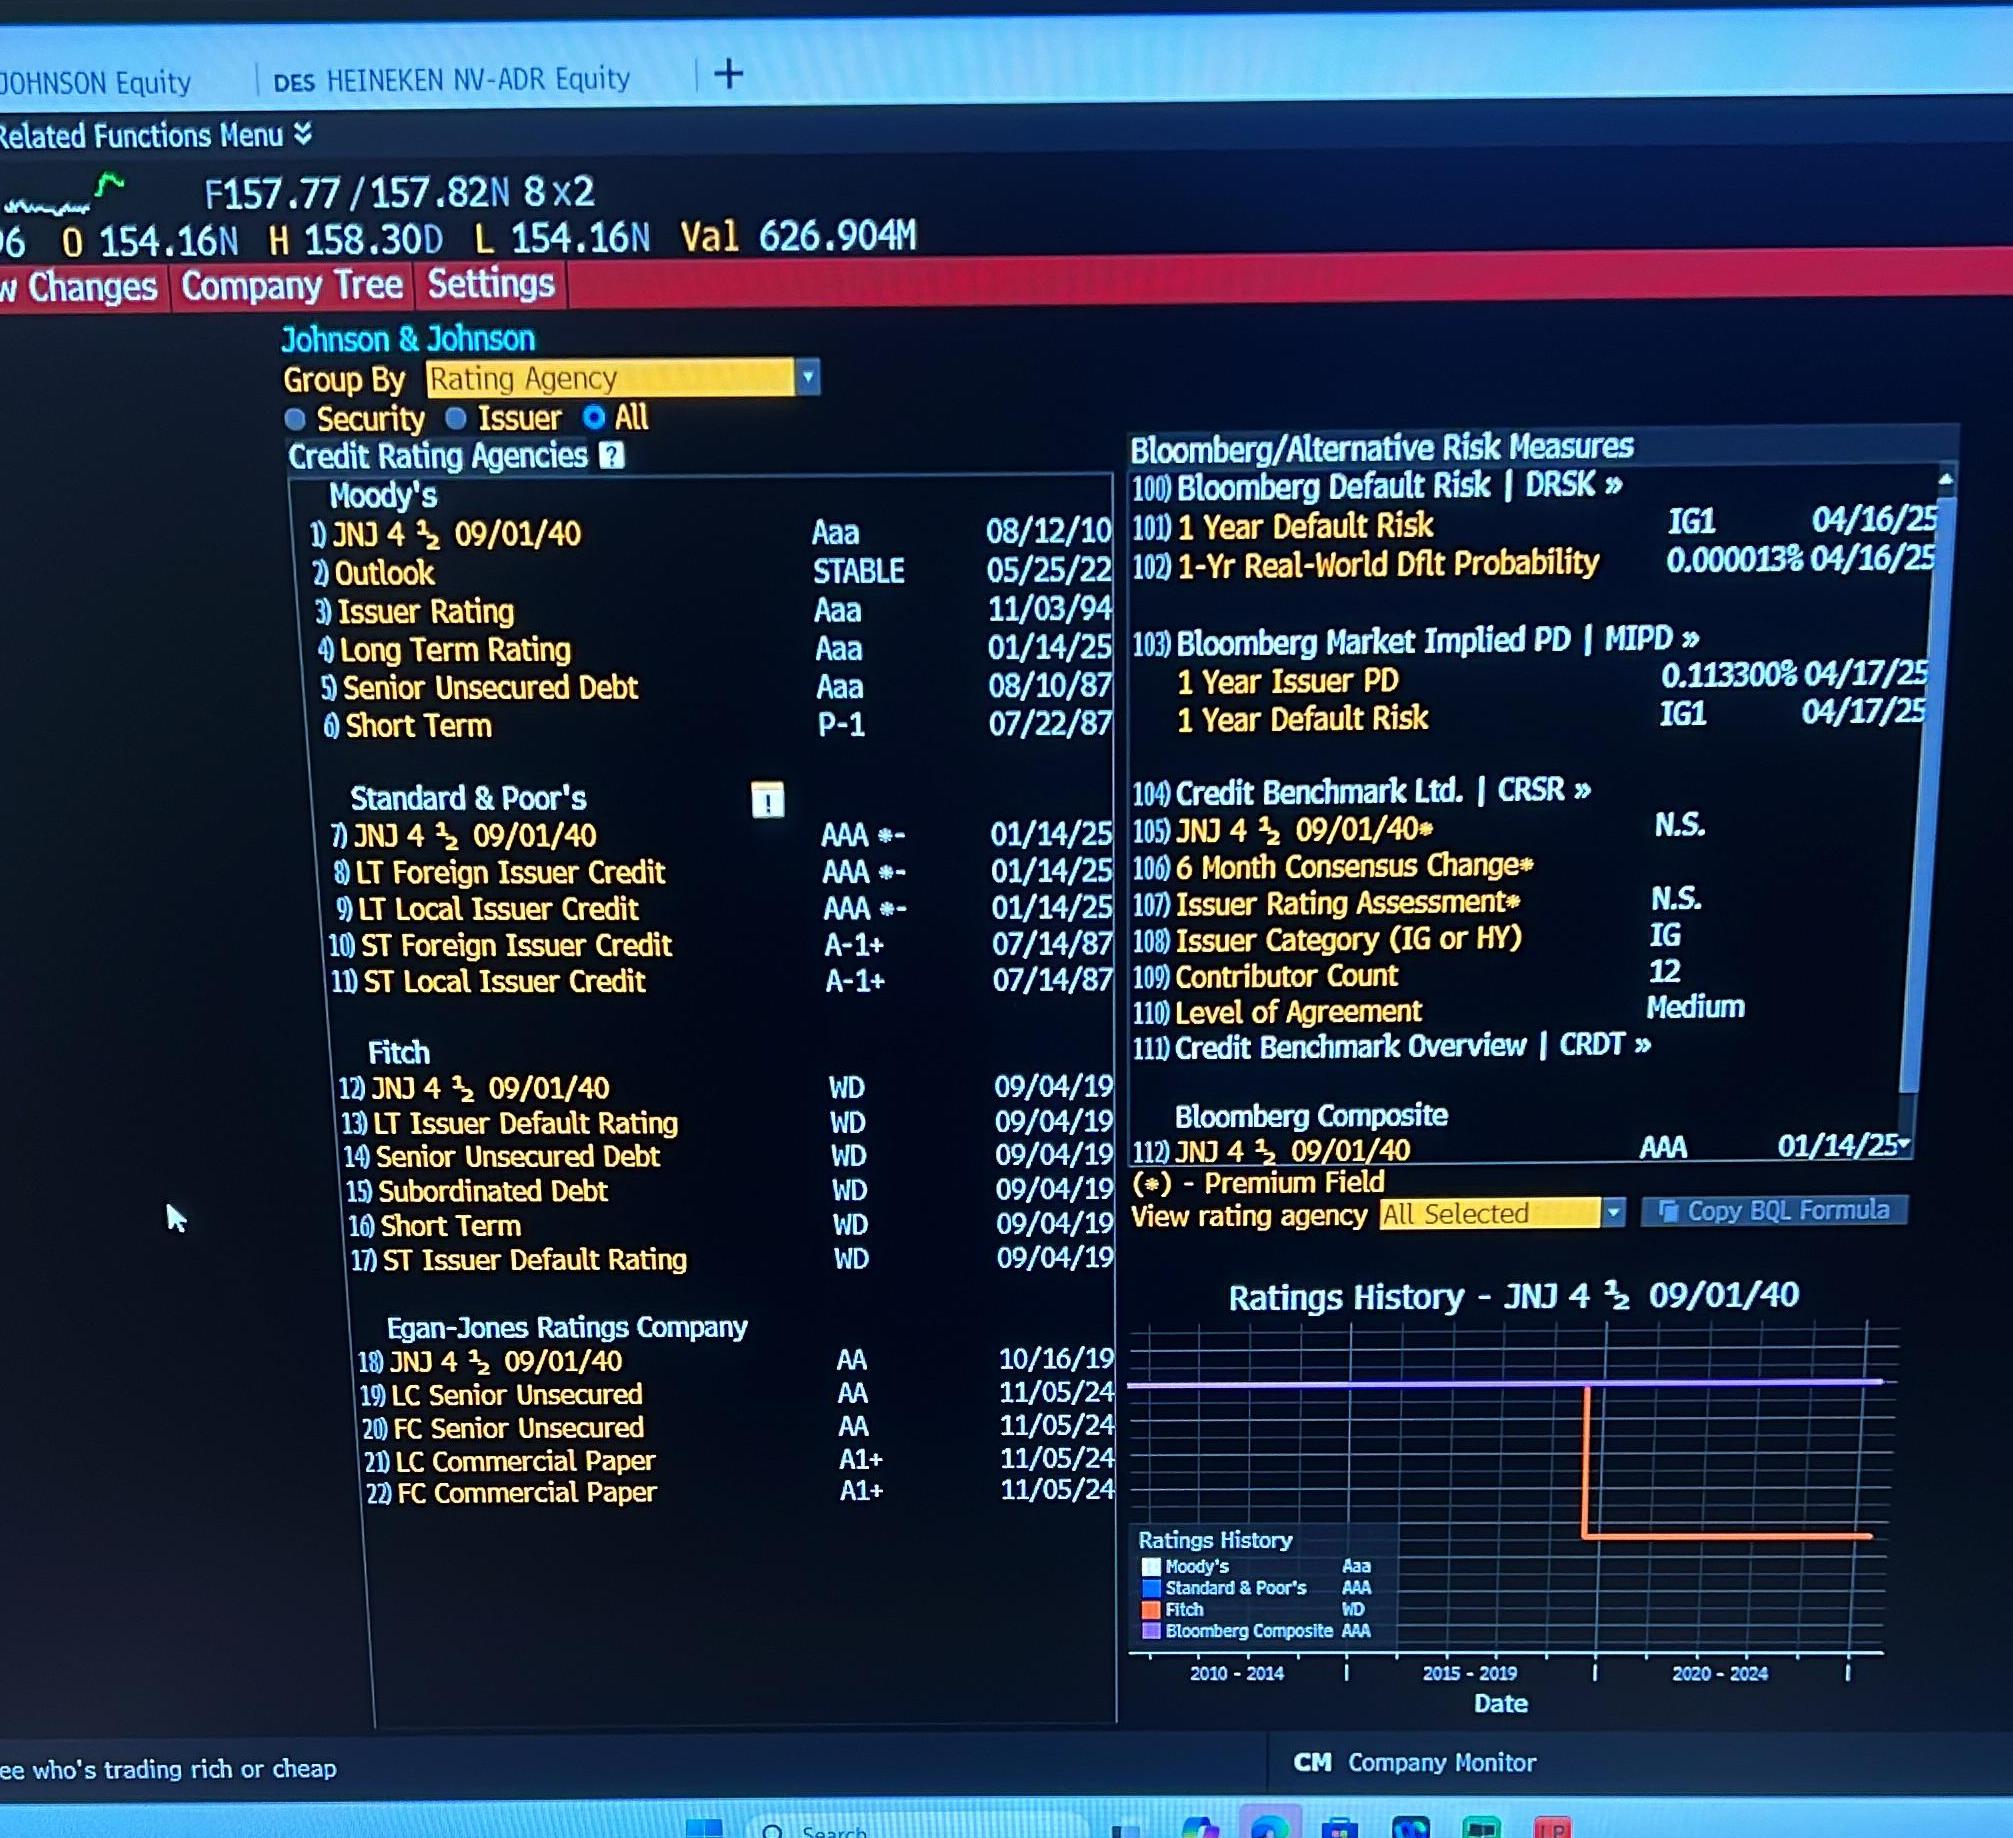 JOHNSON Equity DES HEINEKEN NV-ADR Equity +
Related Functions Menu
F157.77/157.82N 8x2
O 154.16N H 158.30D L 154.16N Val 626.904M
Changes Company Tree Settings
Johnson & Johnson
Group By Rating Agency
Security Issuer All
Credit Rating Agencies ?
Moody's
1) JNJ 4 ½ 09/01/40 Aaa 08/12/10
2) Outlook STABLE 05/25/22
3) Issuer Rating Aaa 11/03/94
4) Long Term Rating Aaa 01/14/25
5) Senior Unsecured Debt Aaa 08/10/87
6) Short Term P-1 07/22/87
Standard & Poor's !
7) JNJ 4 ½ 09/01/40 AAA *- 01/14/25
8) LT Foreign Issuer Credit AAA *- 01/14/25
9) LT Local Issuer Credit AAA *- 01/14/25
10) ST Foreign Issuer Credit A-1+ 07/14/87
11) ST Local Issuer Credit A-1+ 07/14/87
Fitch
12) JNJ 4 ½ 09/01/40 WD 09/04/19
13) LT Issuer Default Rating WD 09/04/19
14) Senior Unsecured Debt WD 09/04/19
15) Subordinated Debt WD 09/04/19
16) Short Term WD 09/04/19
17) ST Issuer Default Rating WD 09/04/19
Egan-Jones Ratings Company
18) JNJ 4 ½ 09/01/40 AA 10/16/19
19) LC Senior Unsecured AA 11/05/24
20) FC Senior Unsecured AA 11/05/24
21) LC Commercial Paper A1+ 11/05/24
22) FC Commercial Paper A1+ 11/05/24
Bloomberg/Alternative Risk Measures
100) Bloomberg Default Risk | DRSK »
101) 1 Year Default Risk IG1 04/16/25
102) 1-Yr Real-World Dflt Probability 0.000013% 04/16/25
103) Bloomberg Market Implied PD | MIPD »
1 Year Issuer PD 0.113300% 04/17/25
1 Year Default Risk IG1 04/17/25
104) Credit Benchmark Ltd. | CRSR »
105) JNJ 4 ½ 09/01/40* N.S.
106) 6 Month Consensus Change*
107) Issuer Rating Assessment* N.S.
108) Issuer Category (IG or HY) IG
109) Contributor Count 12
110) Level of Agreement Medium
111) Credit Benchmark Overview | CRDT »
Bloomberg Composite
112) JNJ 4 ½ 09/01/40 AAA 01/14/25
(*) - Premium Field
View rating agency All Selected Copy BQL Formula
Ratings History - JNJ 4 ½ 09/01/40
Ratings History
Moody's Aaa
Standard & Poor's AAA
Fitch WD
Bloomberg Composite AAA
2010 - 2014 2015 - 2019 2020 - 2024
Date
who's trading rich or cheap
CM Company Monitor
Search